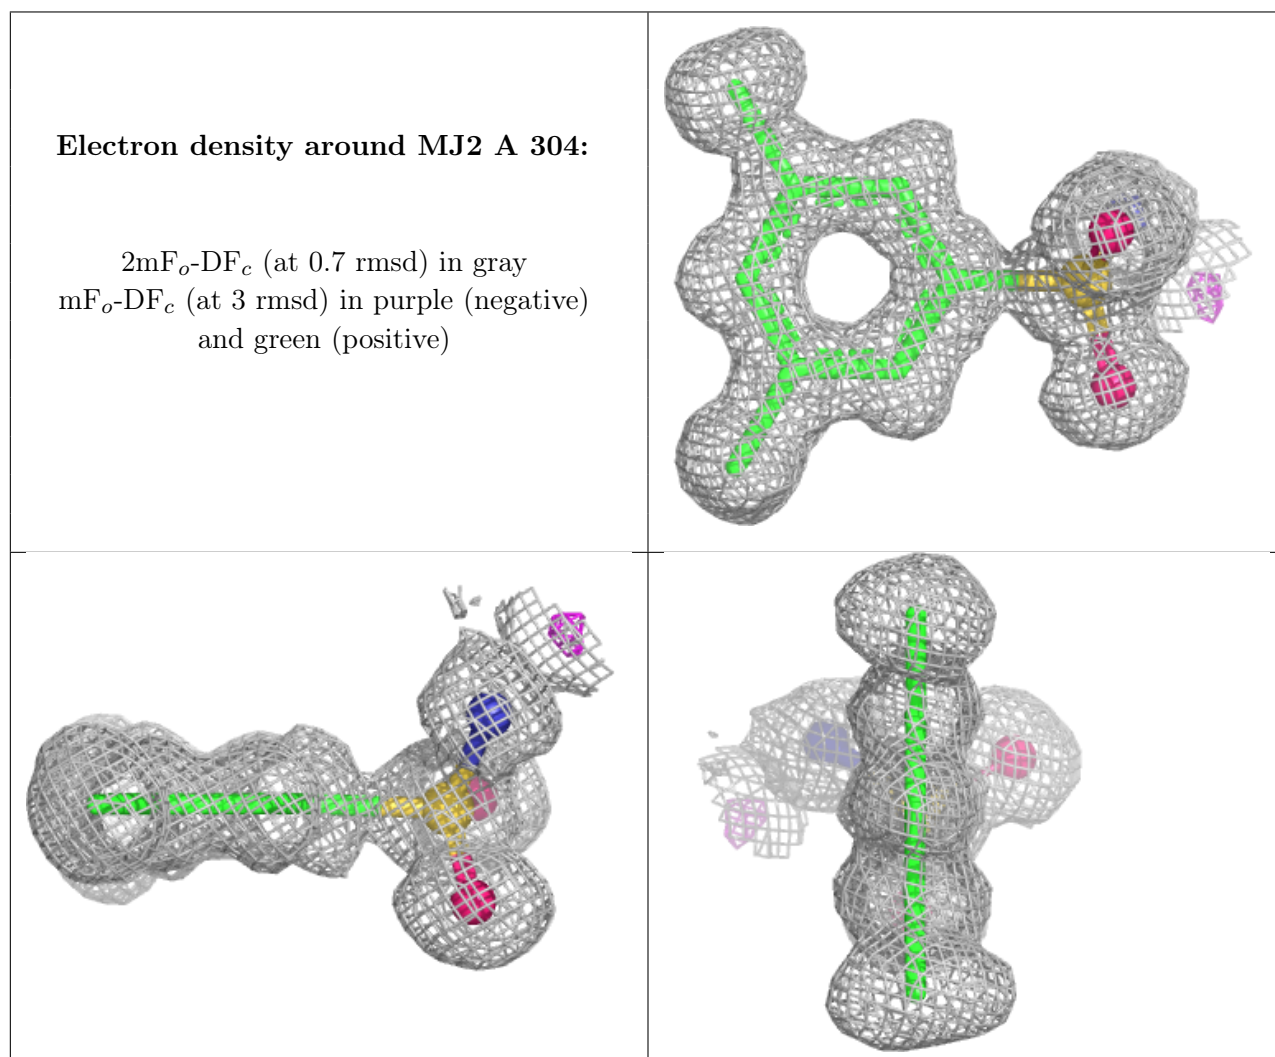 Electron density around MJ2 A 304:
2mFo-DFc (at 0.7 rmsd) in gray
mFo-DFc (at 3 rmsd) in purple (negative)
and green (positive)